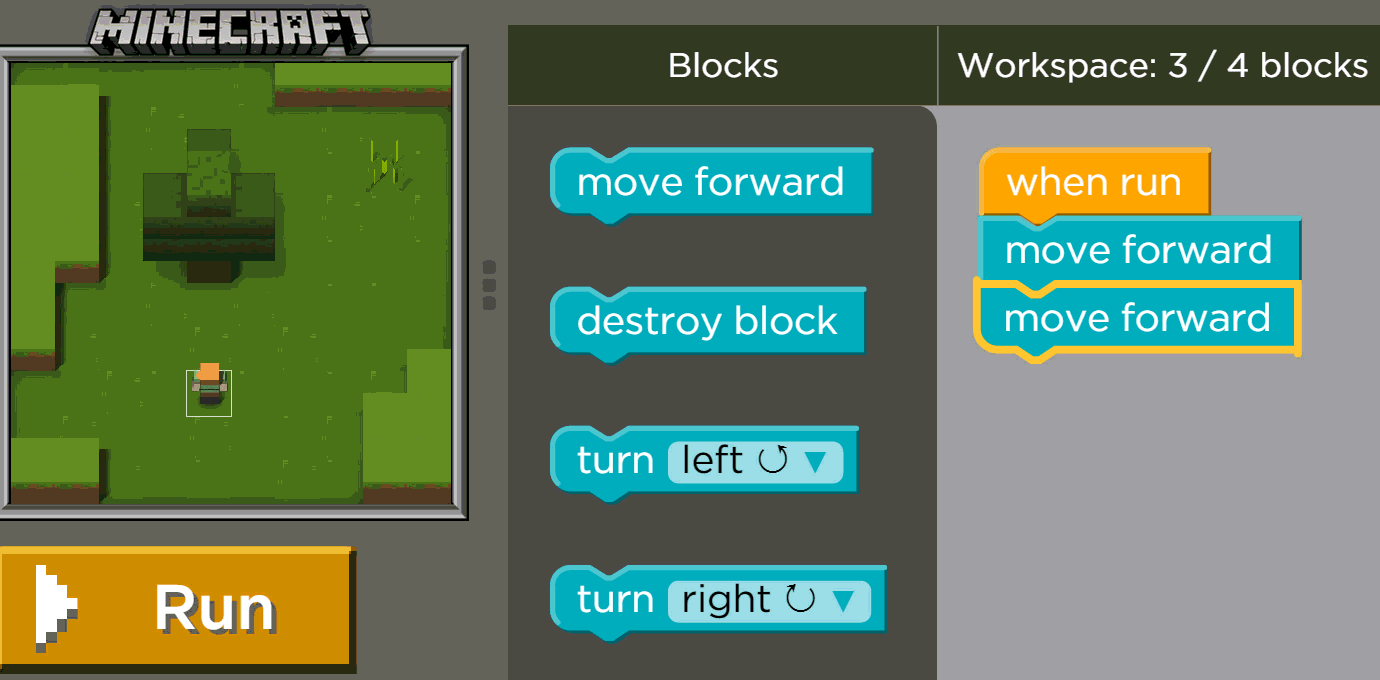 MINECRAFT
Blocks
Workspace: 3 / 4 blocks
move forward
destroy block
turn left ↺ ▼
turn right ↻ ▼
when run
move forward
move forward
Run